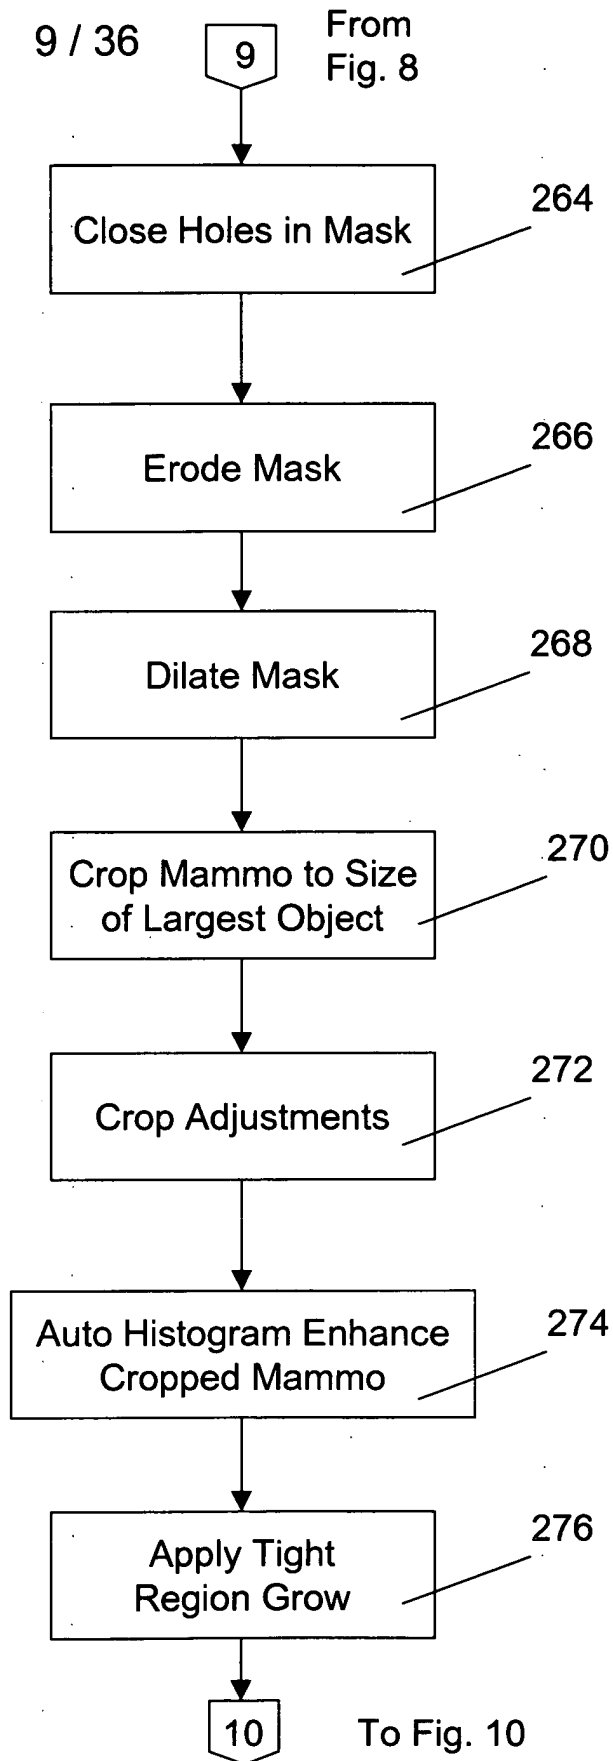 9 / 36
9
From
Fig. 8
264
Close Holes in Mask
266
Erode Mask
268
Dilate Mask
270
Crop Mammo to Size
of Largest Object
272
Crop Adjustments
274
Auto Histogram Enhance
Cropped Mammo
276
Apply Tight
Region Grow
10
To Fig. 10